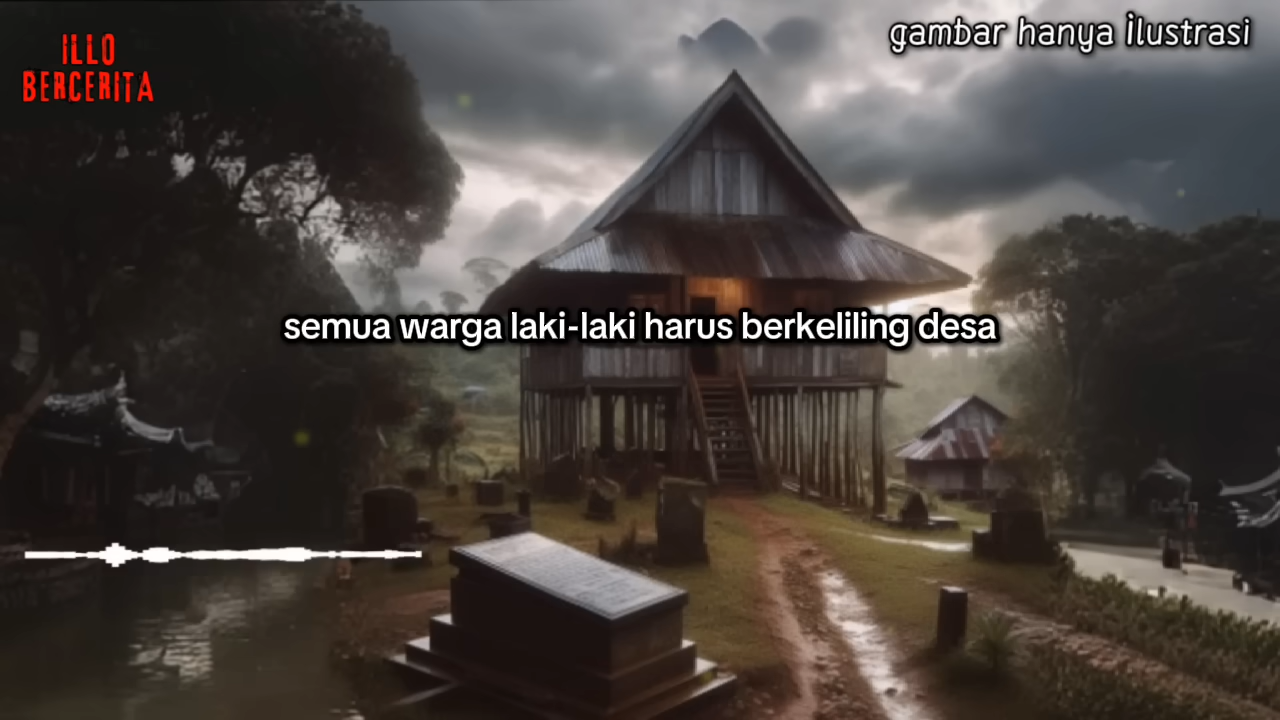 ILLO
BERCERITA
gambar hanya ilustrasi
semua warga laki-laki harus berkeliling desa